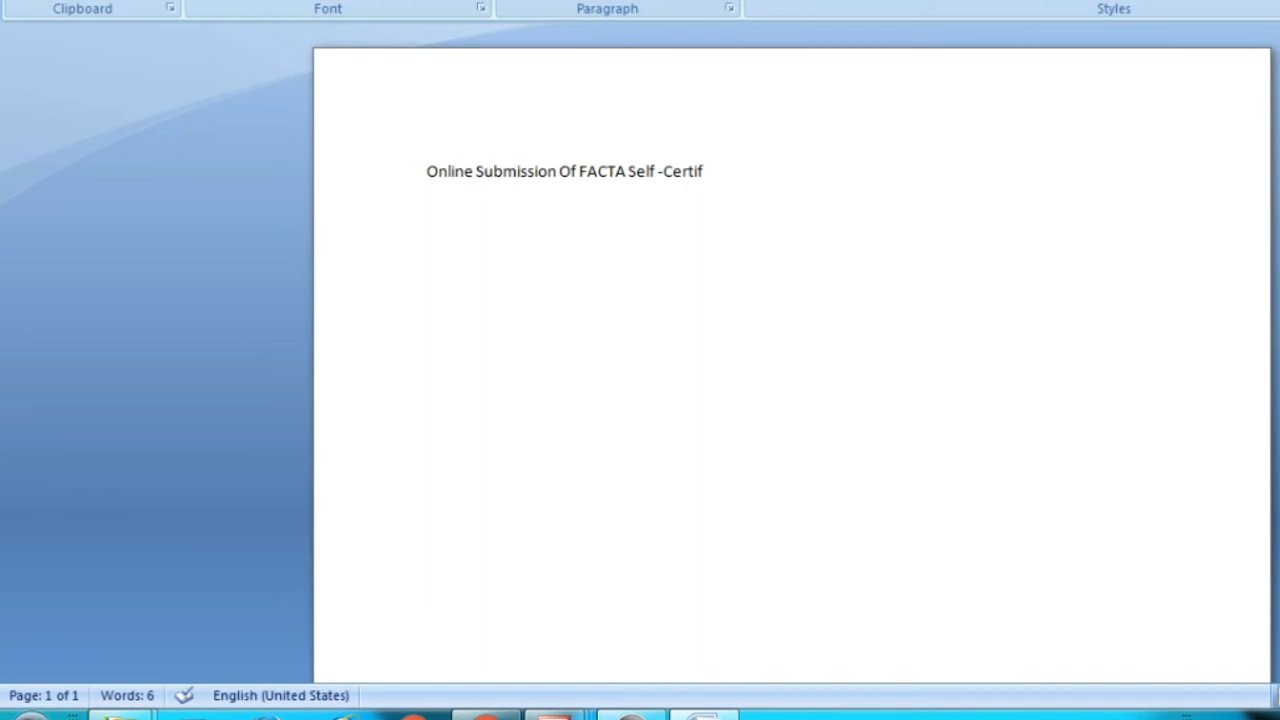 Clipboard Font Paragraph Styles
Online Submission Of FACTA Self -Certif
Page: 1 of 1 Words: 6 English (United States)